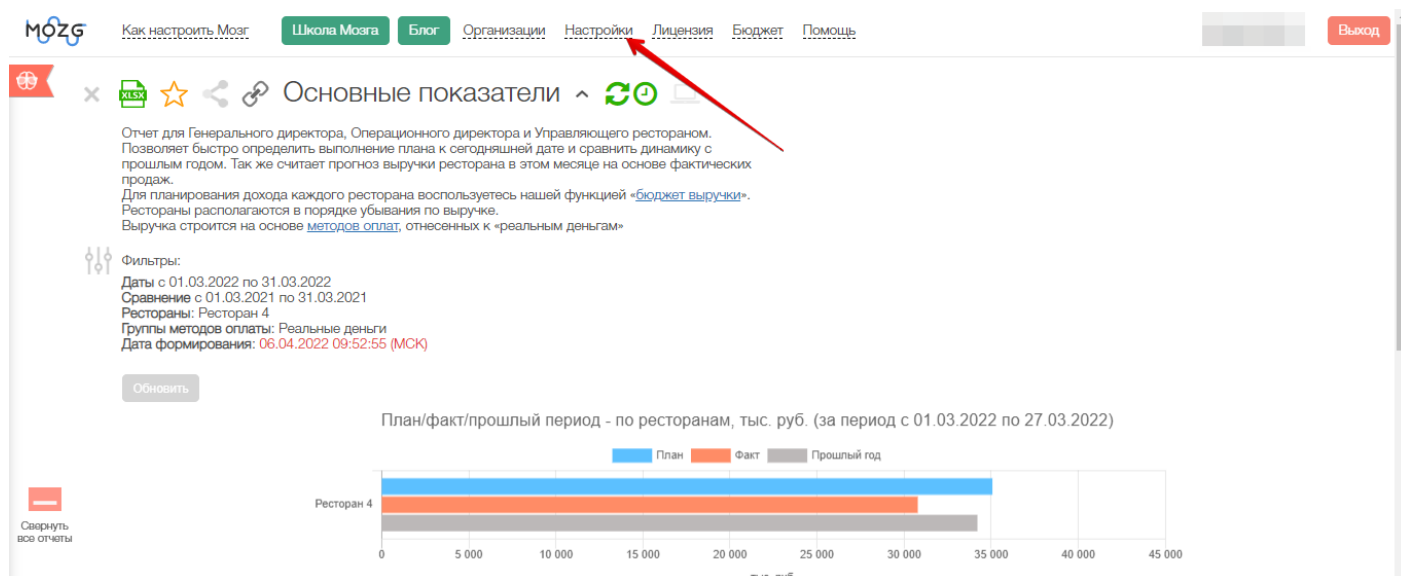 MOZG Как настроить Мозг Школа Мозга Блог Организации Настройки Лицензия Бюджет Помощь Выход
XLSX Основные показатели
Отчет для Генерального директора, Операционного директора и Управляющего рестораном.
Позволяет быстро определить выполнение плана к сегодняшней дате и сравнить динамику с
прошлым годом. Так же считает прогноз выручки ресторана в этом месяце на основе фактических
продаж.
Для планирования дохода каждого ресторана воспользуетесь нашей функцией «бюджет выручки».
Рестораны располагаются в порядке убывания по выручке.
Выручка строится на основе методов оплат, отнесенных к «реальным деньгам»
Фильтры:
Даты с 01.03.2022 по 31.03.2022
Сравнение с 01.03.2021 по 31.03.2021
Рестораны: Ресторан 4
Группы методов оплаты: Реальные деньги
Дата формирования: 06.04.2022 09:52:55 (МСК)
Обновить
План/факт/прошлый период - по ресторанам, тыс. руб. (за период с 01.03.2022 по 27.03.2022)
План Факт Прошлый год
Ресторан 4
Свернуть
все отчеты
0 5 000 10 000 15 000 20 000 25 000 30 000 35 000 40 000 45 000
тыс. руб.